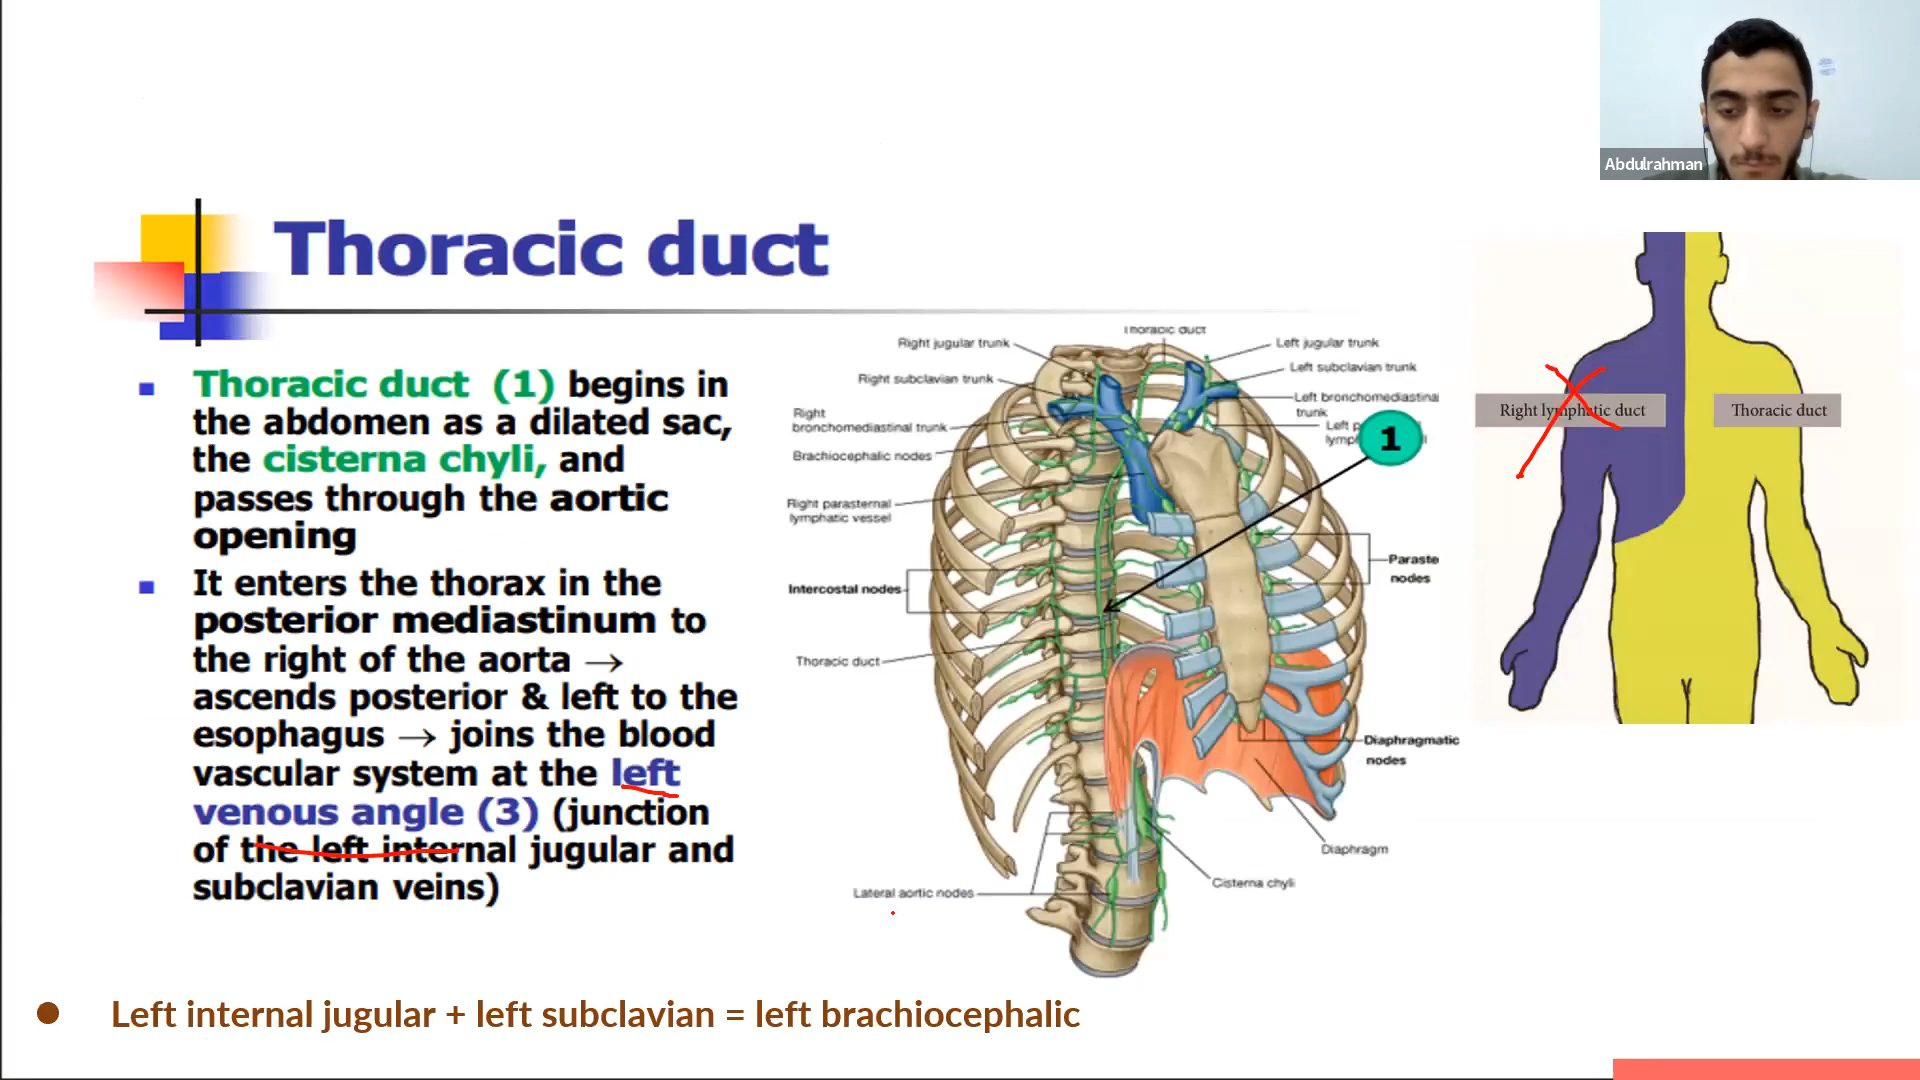 Abdulrahman
Thoracic duct
Thoracic duct (1) begins in
the abdomen as a dilated sac,
the cisterna chyli, and
passes through the aortic
opening
It enters the thorax in the
posterior mediastinum to
the right of the aorta →
ascends posterior & left to the
esophagus → joins the blood
vascular system at the left
venous angle (3) (junction
of the left internal jugular and
subclavian veins)
Thoracic duct
Right jugular trunk
Left jugular trunk
Right subclavian trunk
Left subclavian trunk
Right
bronchomediastinal trunk
Left bronchomediastina
trunk
Left
1
Brachiocephalic nodes
Right parasternal
lymphatic vessel
Intercostal nodes
Paraste
nodes
Thoracic duct
Diaphragmatic
nodes
Diaphragm
Cisterna chyli
Lateral aortic nodes
Right lymphatic duct
Thoracic duct
Left internal jugular + left subclavian = left brachiocephalic